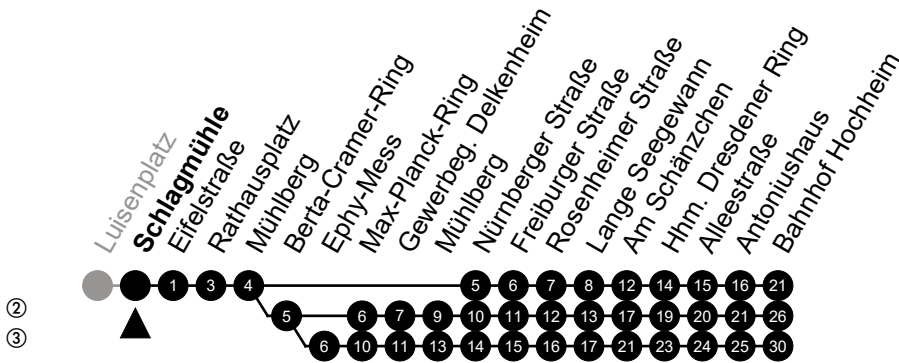 Luisenplatz
Schlagmühle
Eifelstraße
Rathausplatz
Mühlberg
Berta-Cramer-Ring
Ephy-Mess
Max-Planck-Ring
Gewerbeg. Delkenheim
Mühlberg
Nürnberger Straße
Freiburger Straße
Rosenheimer Straße
Lange Seegewann
Am Schänzchen
Hhm. Dresdener Ring
Alleestraße
Antoniushaus
Bahnhof Hochheim
1 3 4 5 6 7 8 12 14 15 16 21
② 5 6 7 9 10 11 12 13 17 19 20 21 26
③ 6 10 11 13 14 15 16 17 21 23 24 25 30